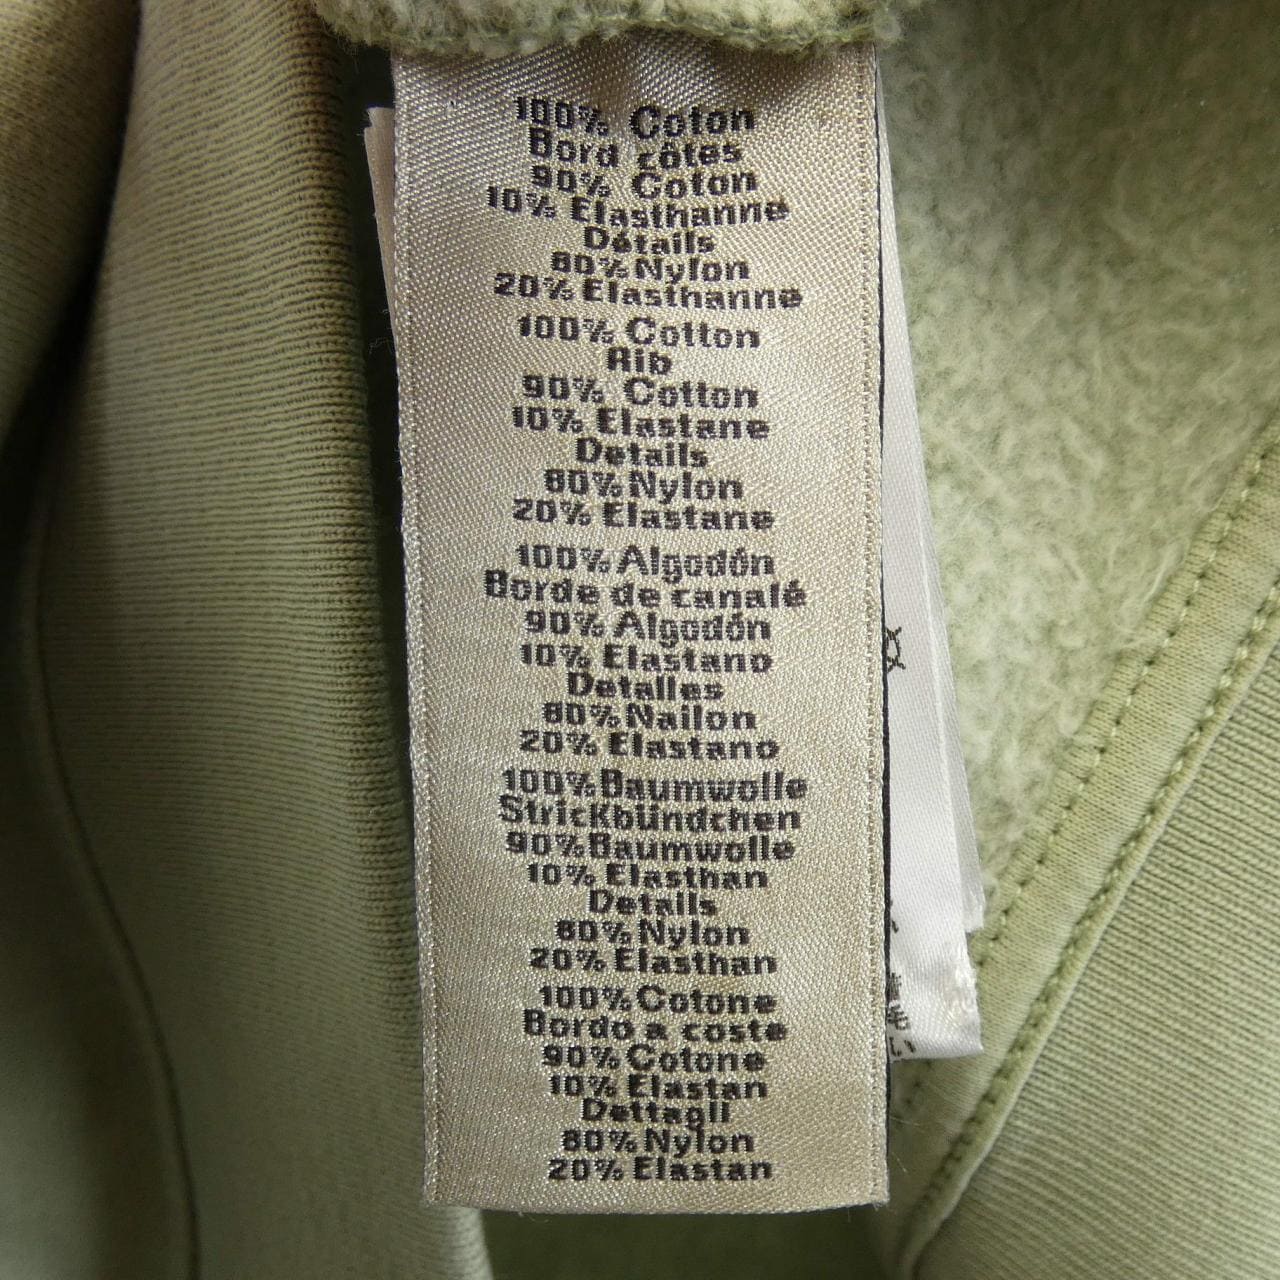 100% Coton
Bord côtes
90% Coton
10% Elasthanne
Détails
80% Nylon
20% Elasthanne
100% Cotton
Rib
90% Cotton
10% Elastane
Details
80% Nylon
20% Elastane
100% Algodón
Borde de canalé
90% Algodón
10% Elastano
Detalles
80% Nailon
20% Elastano
100% Baumwolle
Strickbündchen
90% Baumwolle
10% Elasthan
Details
80% Nylon
20% Elasthan
100% Cotone
Bordo a coste
90% Cotone
10% Elastan
Dettagli
80% Nylon
20% Elastan